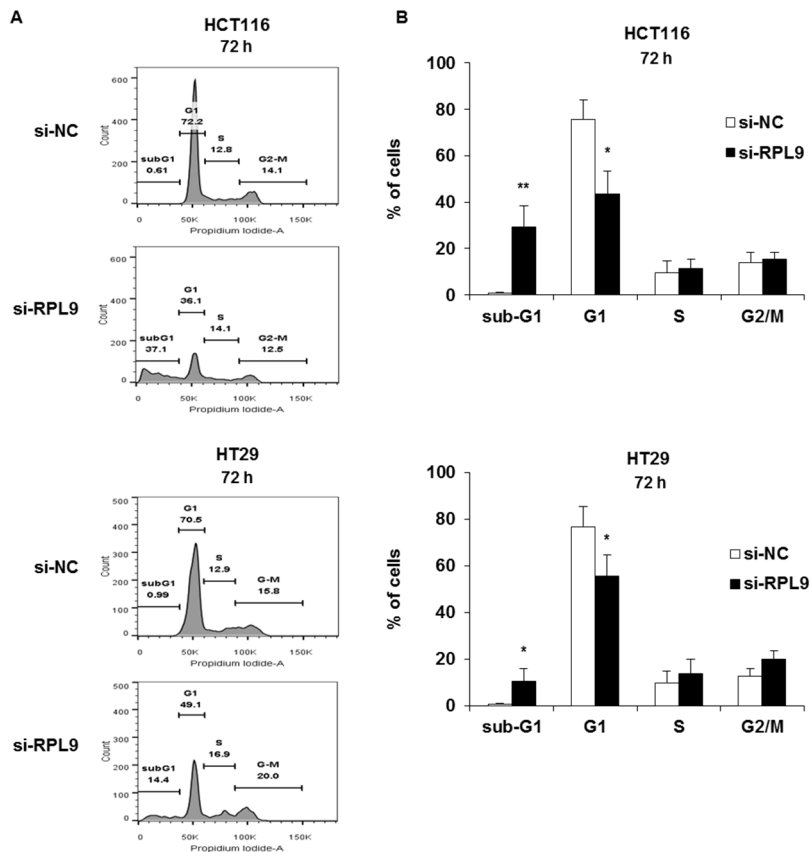 A
HCT116
72 h
si-NC
600
400
200
0
Count
G1
72.2
S
12.8
subG1
0.61
G2-M
14.1
0 50K 100K 150K
Propidium Iodide-A
si-RPL9
600
400
200
0
Count
G1
36.1
S
14.1
subG1
37.1
G2-M
12.5
0 50K 100K 150K
Propidium Iodide-A
HT29
72 h
si-NC
500
400
300
200
100
0
Count
G1
70.5
S
12.9
subG1
0.99
G-M
15.8
0 50K 100K 150K
Propidium Iodide-A
si-RPL9
500
400
300
200
100
0
Count
G1
49.1
S
16.9
subG1
14.4
G-M
20.0
0 50K 100K 150K
Propidium Iodide-A
B
HCT116
72 h
% of cells
100
80
60
40
20
0
si-NC
si-RPL9
**
*
sub-G1 G1 S G2/M
HT29
72 h
% of cells
100
80
60
40
20
0
si-NC
si-RPL9
*
*
sub-G1 G1 S G2/M